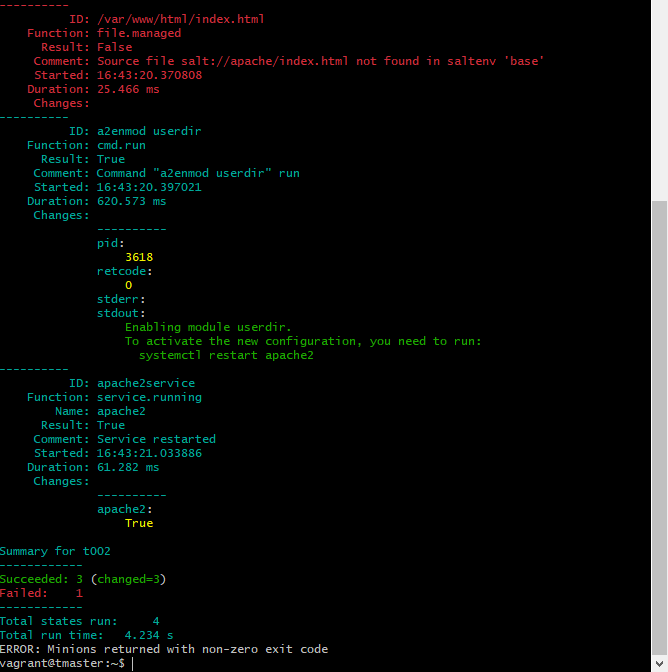 ----------
          ID: /var/www/html/index.html
    Function: file.managed
      Result: False
     Comment: Source file salt://apache/index.html not found in saltenv 'base'
     Started: 16:43:20.370808
    Duration: 25.466 ms
     Changes:
----------
          ID: a2enmod userdir
    Function: cmd.run
      Result: True
     Comment: Command "a2enmod userdir" run
     Started: 16:43:20.397021
    Duration: 620.573 ms
     Changes:
              ----------
              pid:
                  3618
              retcode:
                  0
              stderr:
              stdout:
                  Enabling module userdir.
                  To activate the new configuration, you need to run:
                    systemctl restart apache2
----------
          ID: apache2service
    Function: service.running
        Name: apache2
      Result: True
     Comment: Service restarted
     Started: 16:43:21.033886
    Duration: 61.282 ms
     Changes:
              ----------
              apache2:
                  True

Summary for t002
------------
Succeeded: 3 (changed=3)
Failed:    1
------------
Total states run:     4
Total run time:   4.234 s
ERROR: Minions returned with non-zero exit code
vagrant@tmaster:~$